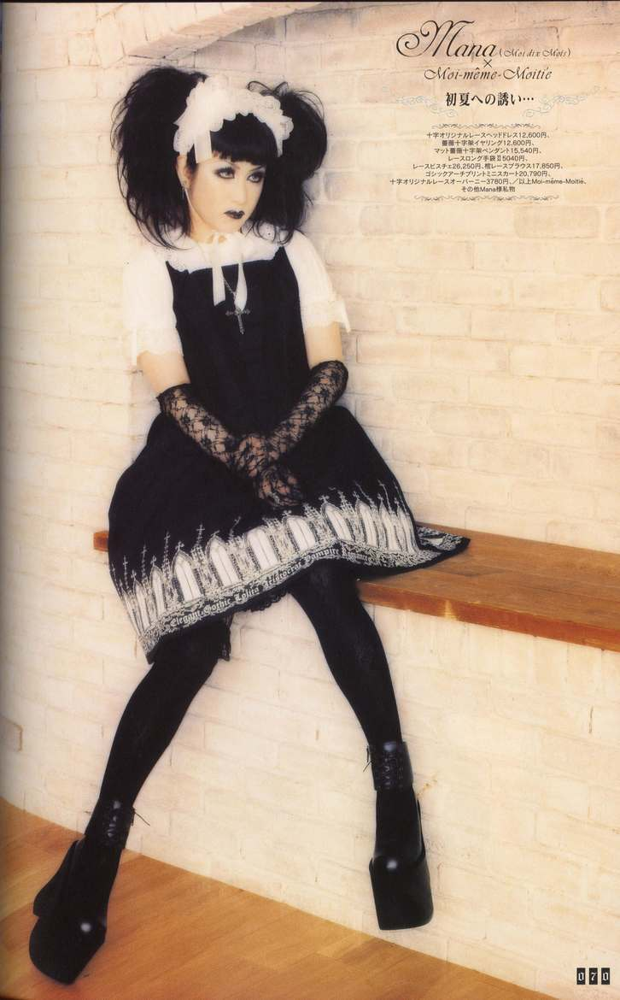 Mana (Moi dix Mois)
×
Moi-même-Moitié
初夏への誘い…
十字オリジナルレースヘッドドレス12,600円、
薔薇十字架イヤリング12,600円、
マット薔薇十字架ペンダント15,540円、
レースロング手袋Ⅱ5040円、
レースビスチェ26,250円、棺レースブラウス17,850円、
ゴシックアーチプリントミニスカート20,790円、
十字オリジナルレースオーバーニー3780円、／以上Moi-même-Moitié、
その他Mana様私物
Elegant Gothic Lolita Aristocrat Vampire Romance
070